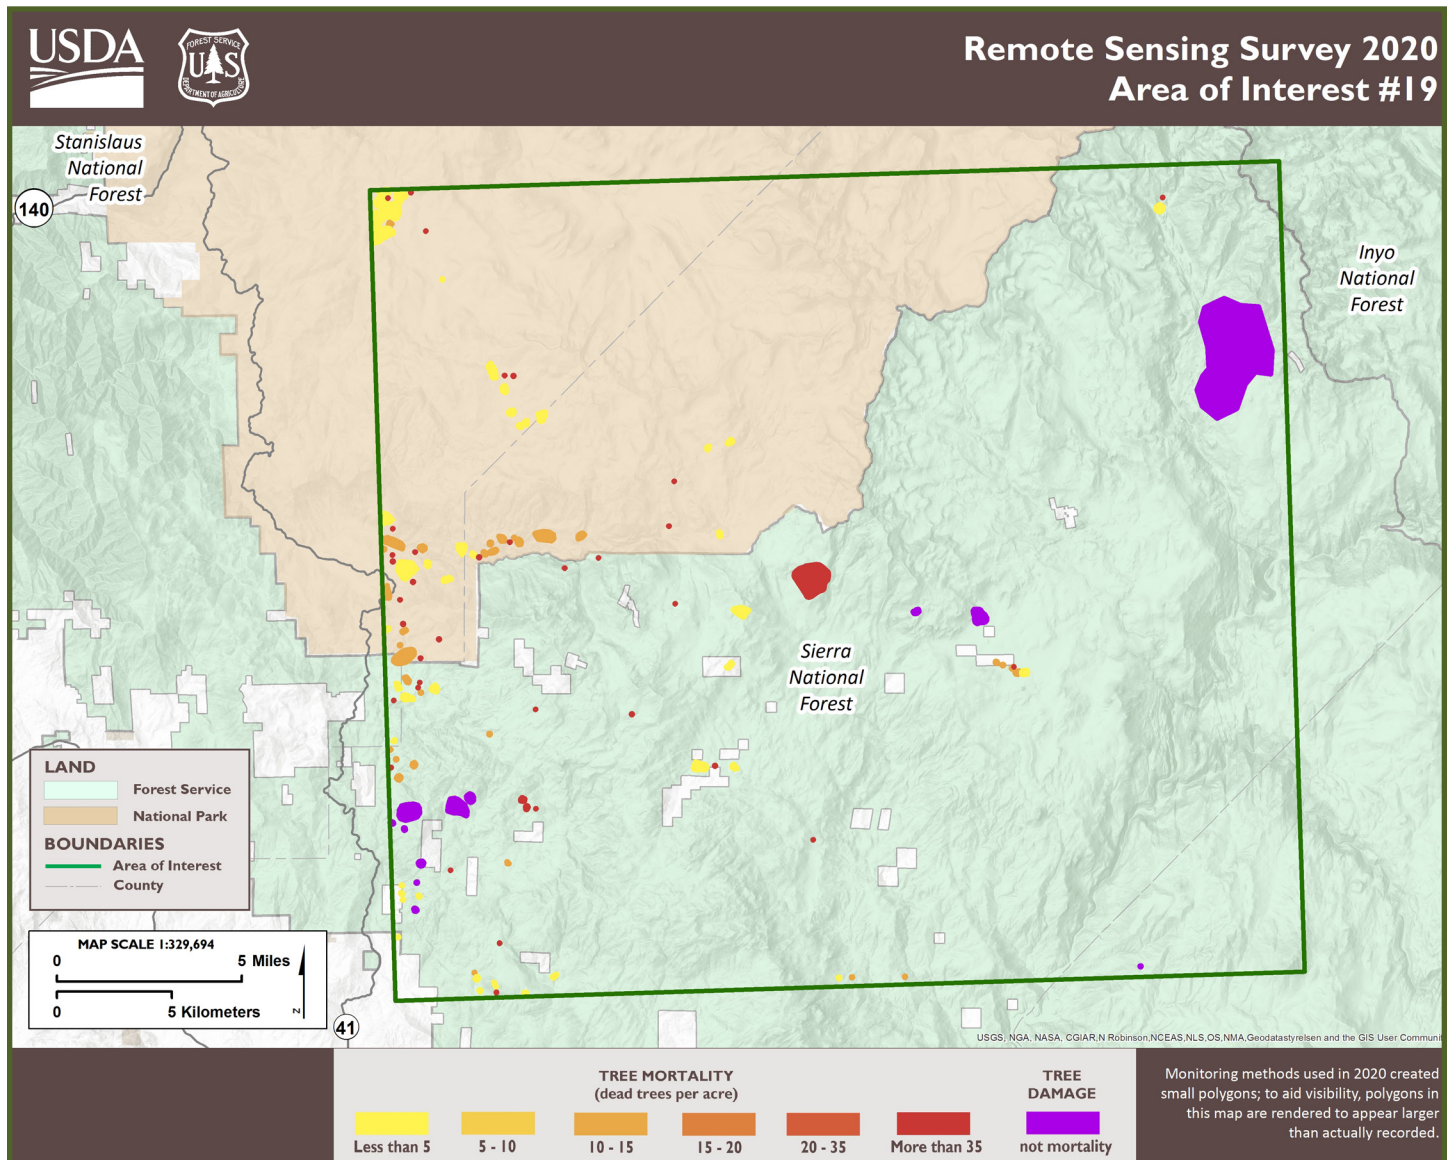 USDA
FOREST SERVICE
U S
DEPARTMENT OF AGRICULTURE
Remote Sensing Survey 2020
Area of Interest #19
Stanislaus
National
Forest
140
Inyo
National
Forest
Sierra
National
Forest
LAND
Forest Service
National Park
BOUNDARIES
Area of Interest
County
MAP SCALE 1:329,694
0 5 Miles
0 5 Kilometers
N
41
USGS, NGA, NASA, CGIAR,N Robinson,NCEAS,NLS,OS,NMA,Geodatastyrelsen and the GIS User Communi
TREE MORTALITY
(dead trees per acre)
Less than 5
5 - 10
10 - 15
15 - 20
20 - 35
More than 35
TREE
DAMAGE
not mortality
Monitoring methods used in 2020 created
small polygons; to aid visibility, polygons in
this map are rendered to appear larger
than actually recorded.